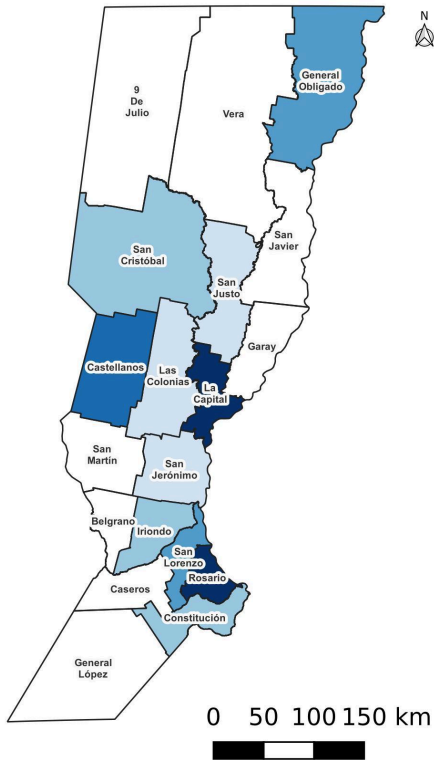 N
General
Obligado
9
De
Julio
Vera
San
Javier
San
Cristóbal
San
Justo
Garay
Castellanos
Las
Colonias
La
Capital
San
Martín
San
Jerónimo
Belgrano
Iriondo
San
Lorenzo
Rosario
Caseros
Constitución
General
López
0 50 100 150 km